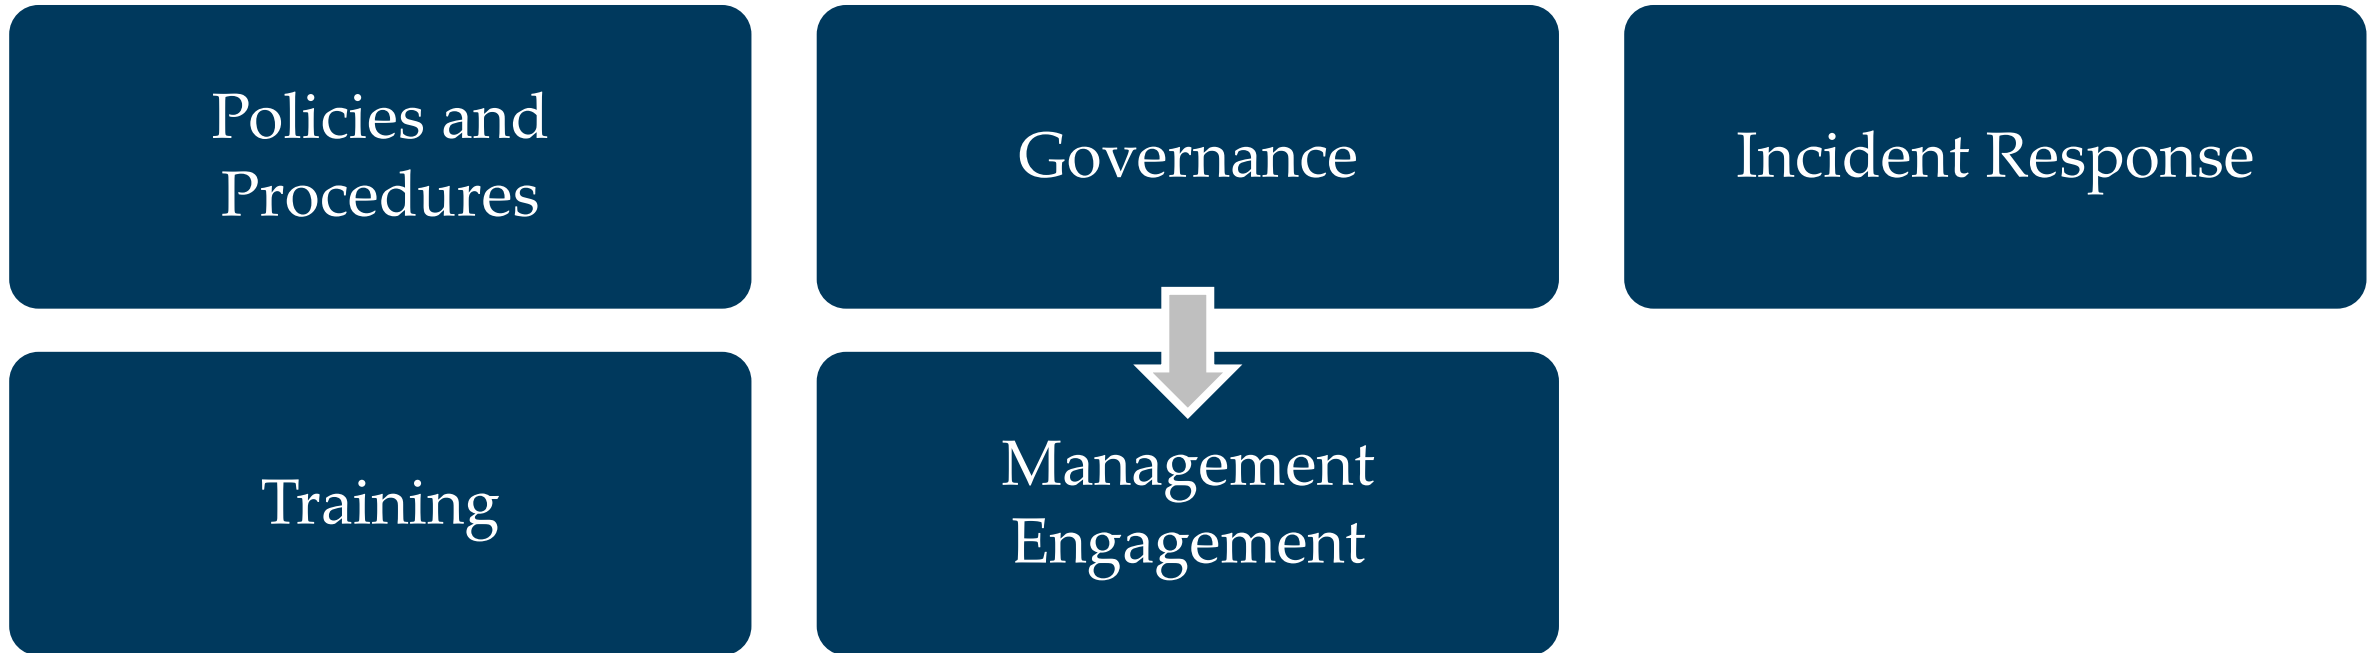 Policies and
Procedures
Governance
Incident Response
Training
Management
Engagement